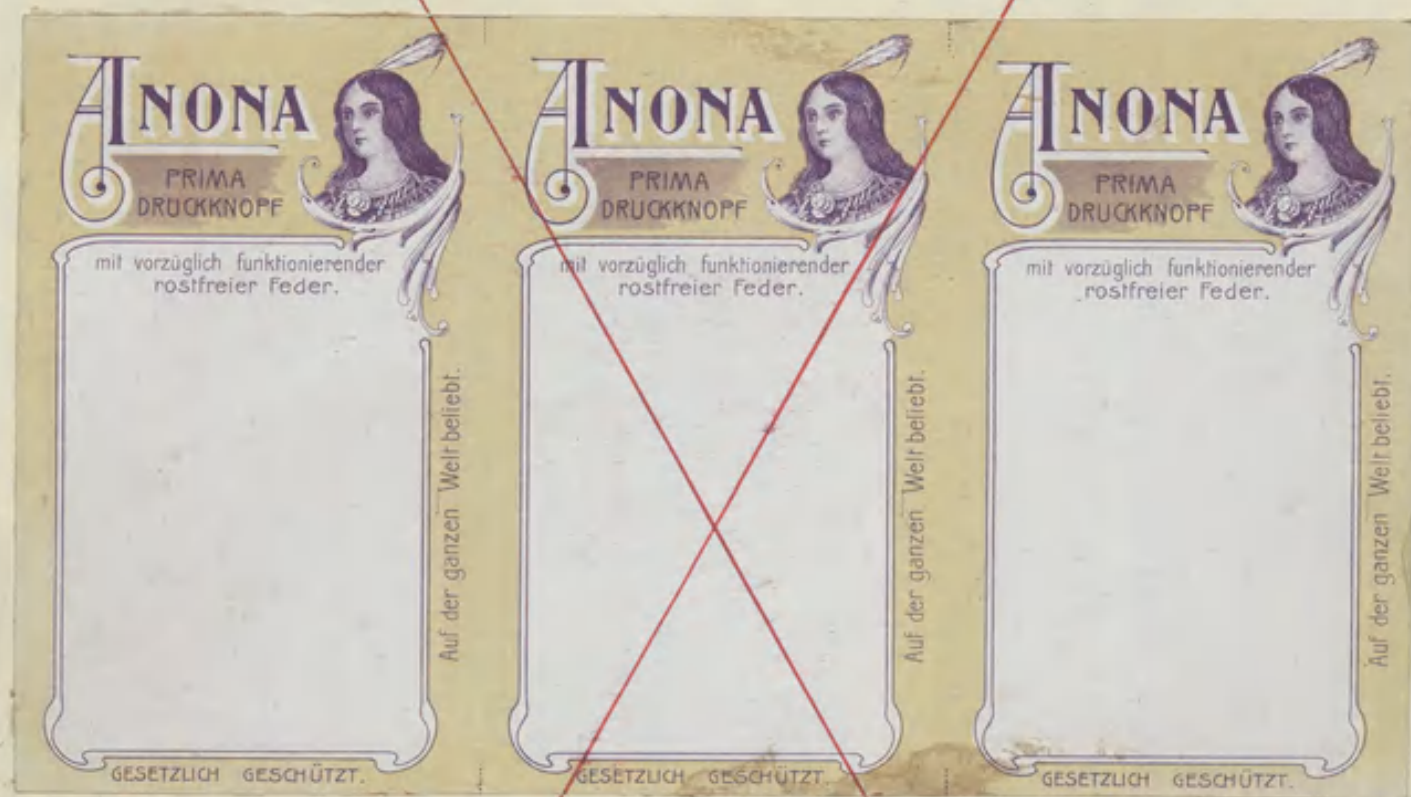 ANONA
PRIMA
DRUCKKNOPF
mit vorzüglich funktionierender
rostfreier Feder.
Auf der ganzen Welt beliebt.
GESETZLICH GESCHÜTZT.
ANONA
PRIMA
DRUCKKNOPF
mit vorzüglich funktionierender
rostfreier Feder.
Auf der ganzen Welt beliebt.
GESETZLICH GESCHÜTZT.
ANONA
PRIMA
DRUCKKNOPF
mit vorzüglich funktionierender
rostfreier Feder.
Auf der ganzen Welt beliebt.
GESETZLICH GESCHÜTZT.